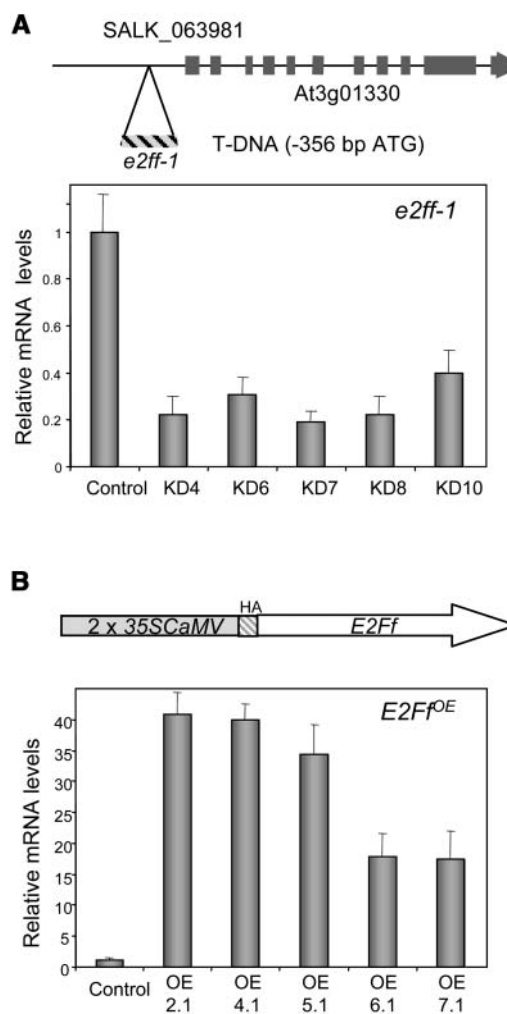 A
SALK_063981
At3g01330
e2ff-1
T-DNA (-356 bp ATG)
e2ff-1
Relative mRNA levels
1
0.8
0.6
0.4
0.2
0
Control KD4 KD6 KD7 KD8 KD10
B
HA
2 x 35SCaMV E2Ff
E2Ff^OE
Relative mRNA levels
40
35
30
25
20
15
10
5
0
Control OE OE OE OE OE
2.1 4.1 5.1 6.1 7.1